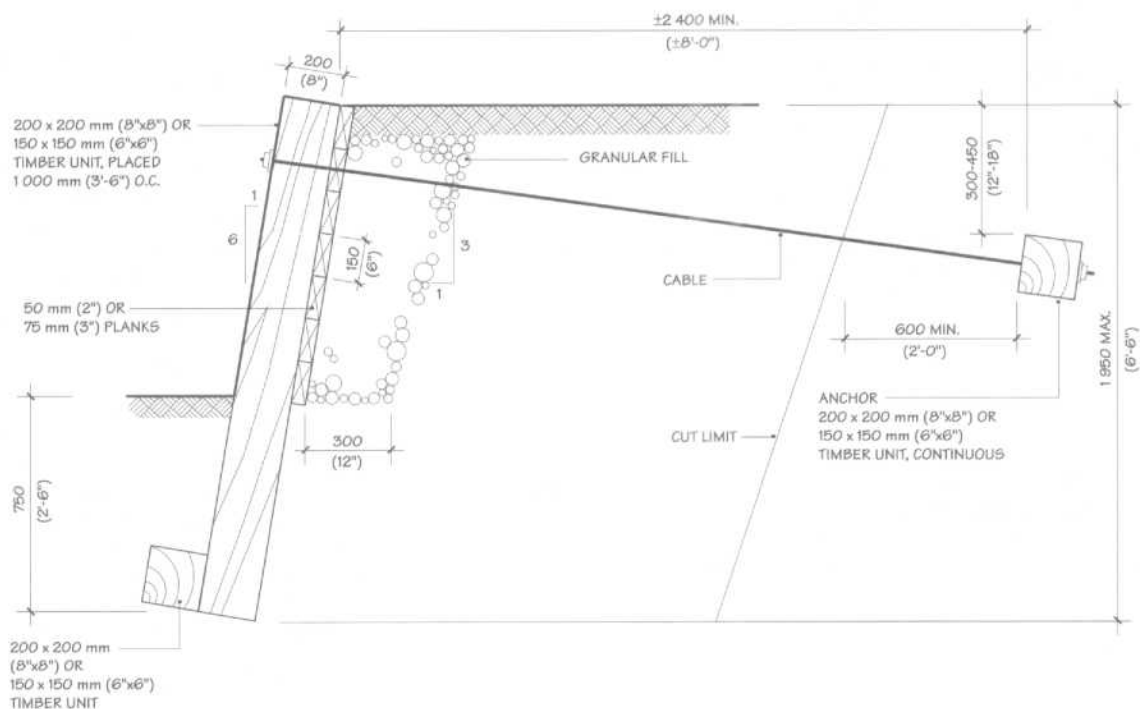 ±2 400 MIN.
(±8'-0")
200
(8")
200 x 200 mm (8"x8") OR
150 x 150 mm (6"x6")
TIMBER UNIT, PLACED
1 000 mm (3'-6") O.C.
GRANULAR FILL
300-450
(12"-18")
1
6
3
1
150
(6")
CABLE
50 mm (2") OR
75 mm (3") PLANKS
600 MIN.
(2'-0")
1 950 MAX.
(6'-6")
ANCHOR
200 x 200 mm (8"x8") OR
150 x 150 mm (6"x6")
TIMBER UNIT, CONTINUOUS
CUT LIMIT
300
(12")
750
(2'-6")
200 x 200 mm
(8"x8") OR
150 x 150 mm (6"x6")
TIMBER UNIT